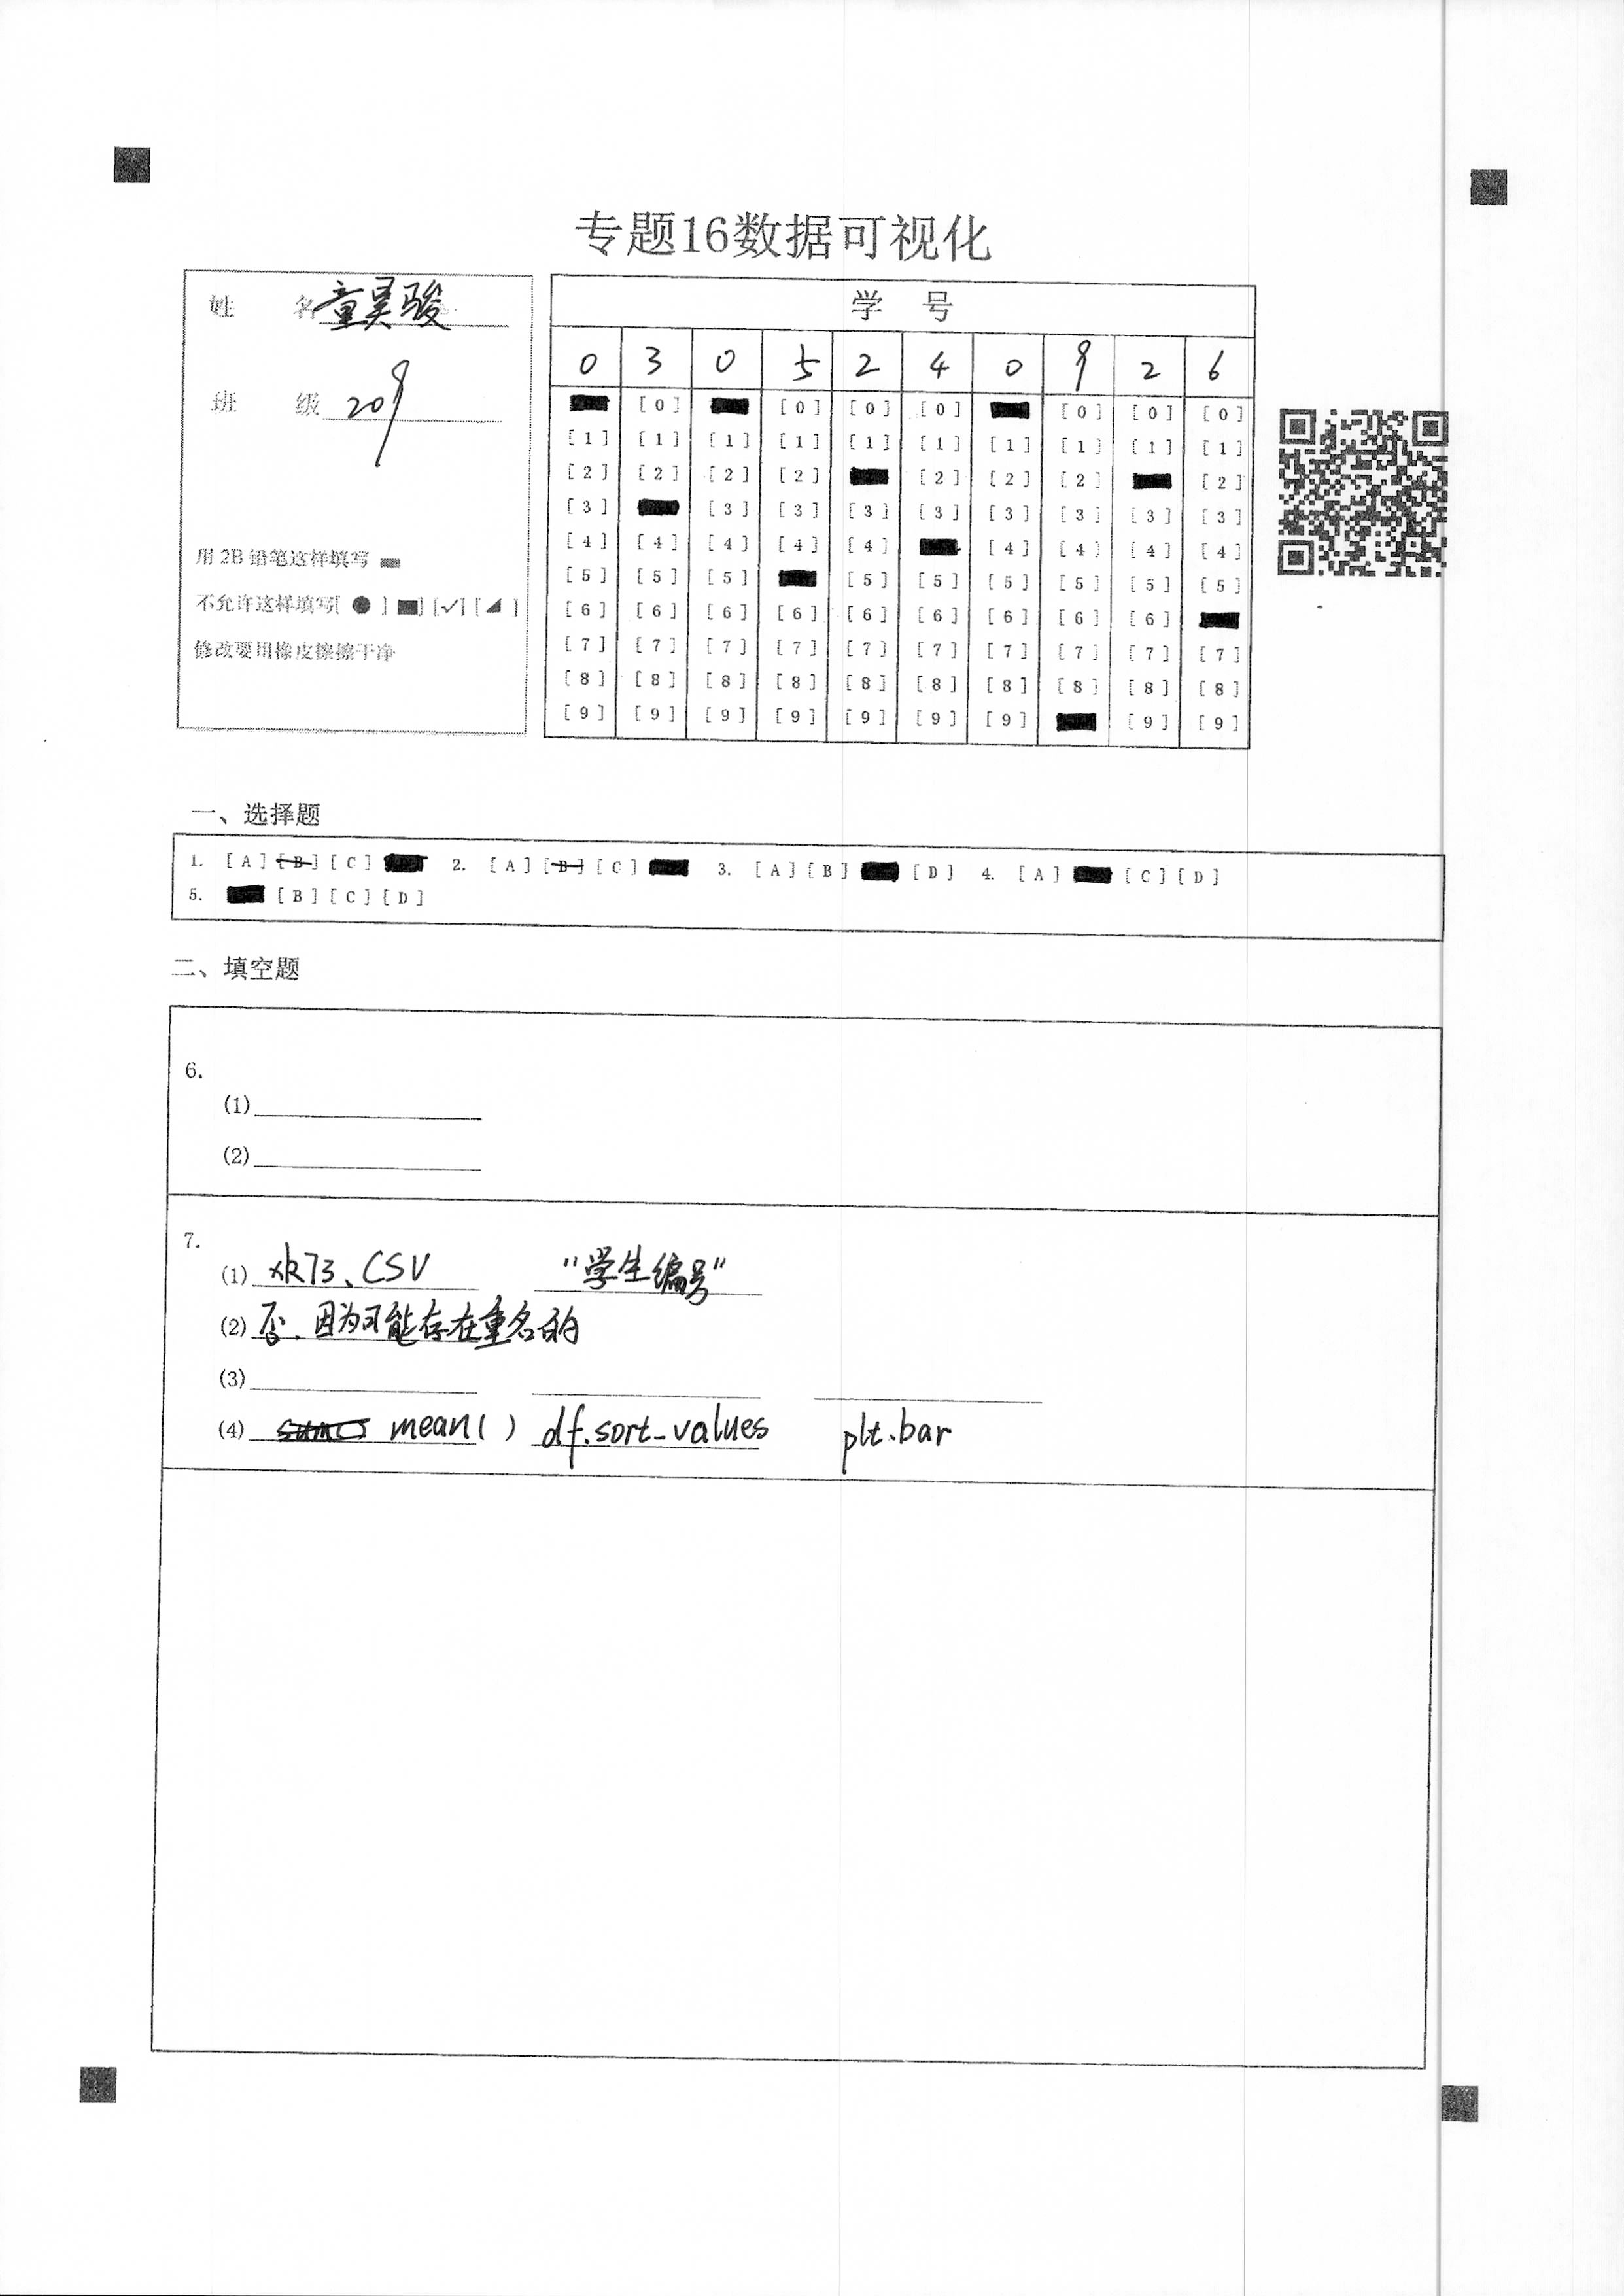 专题16数据可视化
姓 名 童昊骏
班 级 209
用 2B 铅笔这样填写
不允许这样填写[ ● ] ■] [✓] [◢ ]
修改要用橡皮擦擦干净
学 号
0 3 0 5 2 4 0 9 2 6
[0] [0] [0] [0] [0] [0] [0]
[1] [1] [1] [1] [1] [1] [1] [1] [1] [1]
[2] [2] [2] [2] [2] [2] [2] [2]
[3] [3] [3] [3] [3] [3] [3] [3] [3]
[4] [4] [4] [4] [4] [4] [4] [4] [4]
[5] [5] [5] [5] [5] [5] [5] [5] [5]
[6] [6] [6] [6] [6] [6] [6] [6] [6]
[7] [7] [7] [7] [7] [7] [7] [7] [7] [7]
[8] [8] [8] [8] [8] [8] [8] [8] [8] [8]
[9] [9] [9] [9] [9] [9] [9] [9] [9]
一、选择题
1. [A] [B] [C] 2. [A] [B] [C] 3. [A] [B] [D] 4. [A] [C] [D]
5. [B] [C] [D]
二、填空题
6.
(1)
(2)
7.
(1) xk73、CSV "学生编号"
(2) 否、因为可能存在重名的
(3)
(4) mean() df.sort_values plt.bar